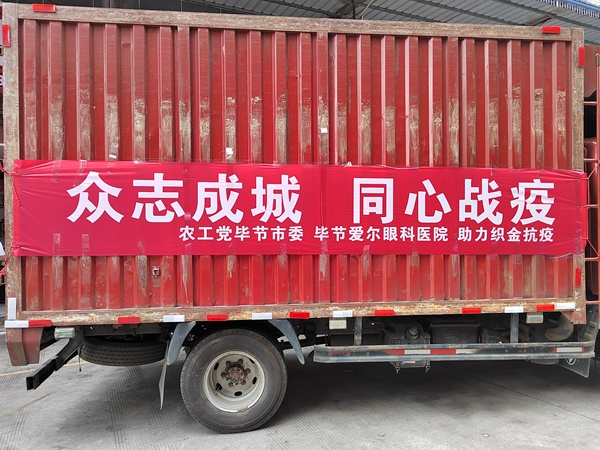 众志成城 同心战疫
农工党毕节市委 毕节爱尔眼科医院 助力织金抗疫